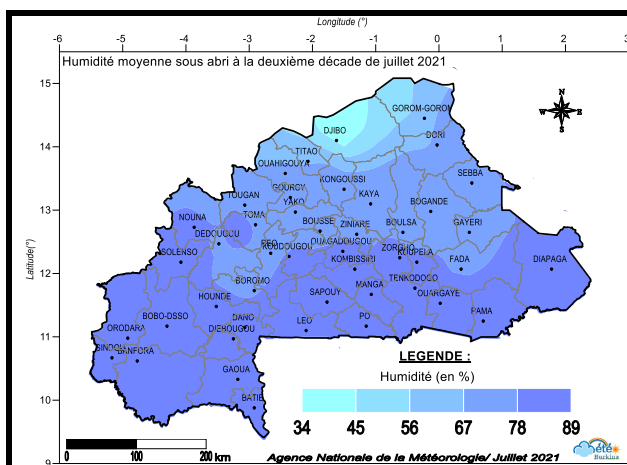 Longitude (°)
-6 -5 -4 -3 -2 -1 0 1 2 3
Humidité moyenne sous abri à la deuxième décade de juillet 2021
15
14
13
12
11
10
9
Latitude(°)
N
W E
S
GOROM-GOROM
DJIBO
DORI
TITAO
OUAHIGOUYA
KONGOUSSI
SEBBA
GOURCY
TOUGAN
YAKO
KAYA
BOGANDE
NOUNA
TOMA
BOUSSE
ZINIARE
BOULSA
GAYERI
DEDOUGOU
REO
KOUDOUGOU
OUAGADOUGOU
ZORGHO
KOUPELA
SOLENSO
KOMBISSIRI
FADA
DIAPAGA
BOROMO
TENKODOGO
HOUNDE
SAPOUY
MANGA
OUARGAYE
BOBO-DSSO
DANO
LEO
PO
PAMA
ORODARA
DIEBOUGOU
SINDOU
BANFORA
GAOUA
BATIE
LEGENDE :
Humidité (en %)
34 45 56 67 78 89
0 100 200 km
Agence Nationale de la Météorologie/ Juillet 2021
météo
Burkina